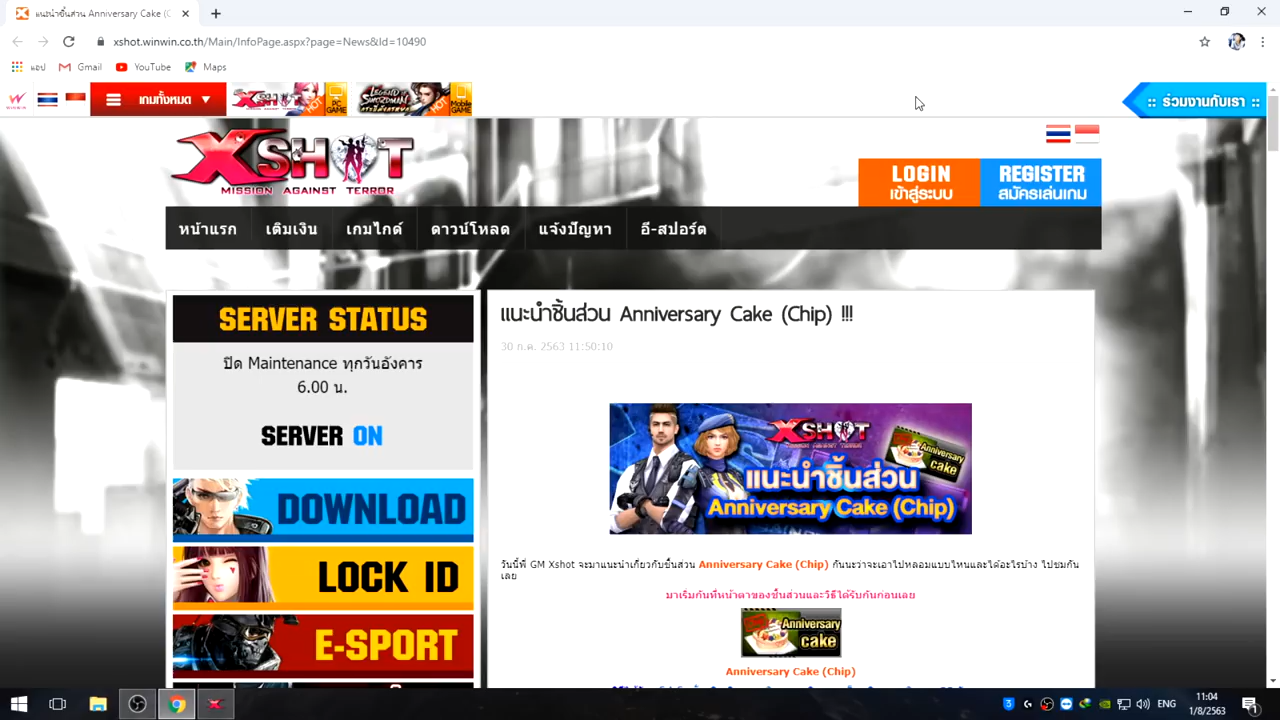 แนะนำชิ้นส่วน Anniversary Cake (C
xshot.winwin.co.th/Main/InfoPage.aspx?page=News&Id=10490
แอป
Gmail
YouTube
Maps
เกมทั้งหมด
XSHOT
HOT
PC GAME
LEGEND OF SWORDMAN
HOT
Mobile GAME
:: ร่วมงานกับเรา ::
XSHOT
MISSION AGAINST TERROR
LOGIN
เข้าสู่ระบบ
REGISTER
สมัครเล่นเกม
หน้าแรก
เติมเงิน
เกมไกด์
ดาวน์โหลด
แจ้งปัญหา
อี-สปอร์ต
SERVER STATUS
ปิด Maintenance ทุกวันอังคาร
6.00 น.
SERVER ON
DOWNLOAD
LOCK ID
E-SPORT
แนะนำชิ้นส่วน Anniversary Cake (Chip) !!!
30 ก.ค. 2563 11:50:10
XSHOT
Anniversary cake
แนะนำชิ้นส่วน
Anniversary Cake (Chip)
วันนี้พี่ GM Xshot จะมาแนะนำเกี่ยวกับชิ้นส่วน Anniversary Cake (Chip) กันนะว่าจะเอาไปหลอมแบบไหนและได้อะไรบ้าง ไปชมกัน
เลย
มาเริ่มกันที่หน้าตาของชิ้นส่วนและวิธีได้รับกันก่อนเลย
Anniversary
cake
Anniversary Cake (Chip)
ENG
11:04
1/8/2563
1